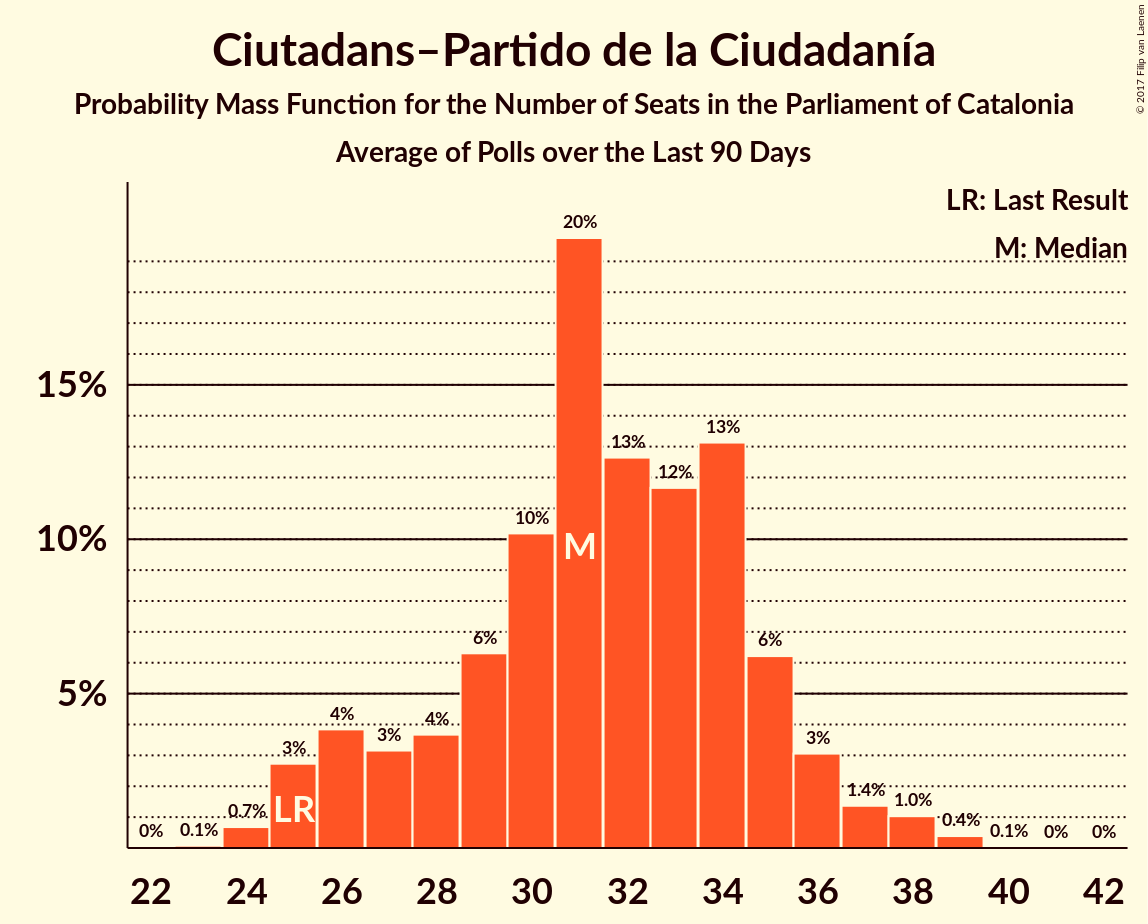 Ciutadans–Partido de la Ciudadanía
Probability Mass Function for the Number of Seats in the Parliament of Catalonia
Average of Polls over the Last 90 Days
© 2017 Filip van Laenen
LR: Last Result
M: Median
15%
10%
5%
0%
0.1%
0.7%
3%
4%
3%
4%
6%
10%
20%
13%
12%
13%
6%
3%
1.4%
1.0%
0.4%
0.1%
0%
0%
LR
M
22 24 26 28 30 32 34 36 38 40 42